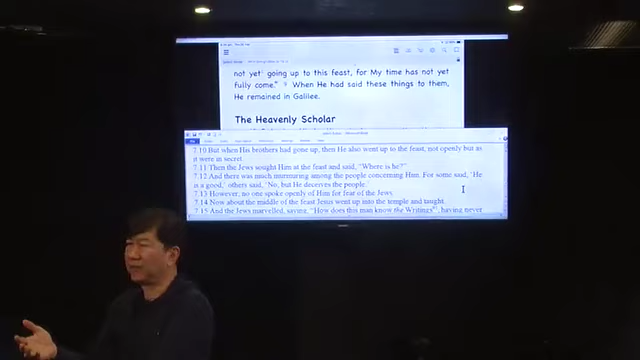 not yet going up to this feast, for My time has not yet
fully come." 9 When He had said these things to them,
He remained in Galilee.
The Heavenly Scholar
7.10 But when His brothers had gone up, then He also went up to the feast, not openly but as
it were in secret.
7.11 Then the Jews sought Him at the feast and said, "Where is he?"
7.12 And there was much murmuring among the people concerning Him. For some said, 'He
is a good,' others said, 'No, but He deceives the people.'
7.13 However, no one spoke openly of Him for fear of the Jews.
7.14 Now about the middle of the feast Jesus went up into the temple and taught.
7.15 And the Jews marvelled, saying, "How does this man know the Writings", having never